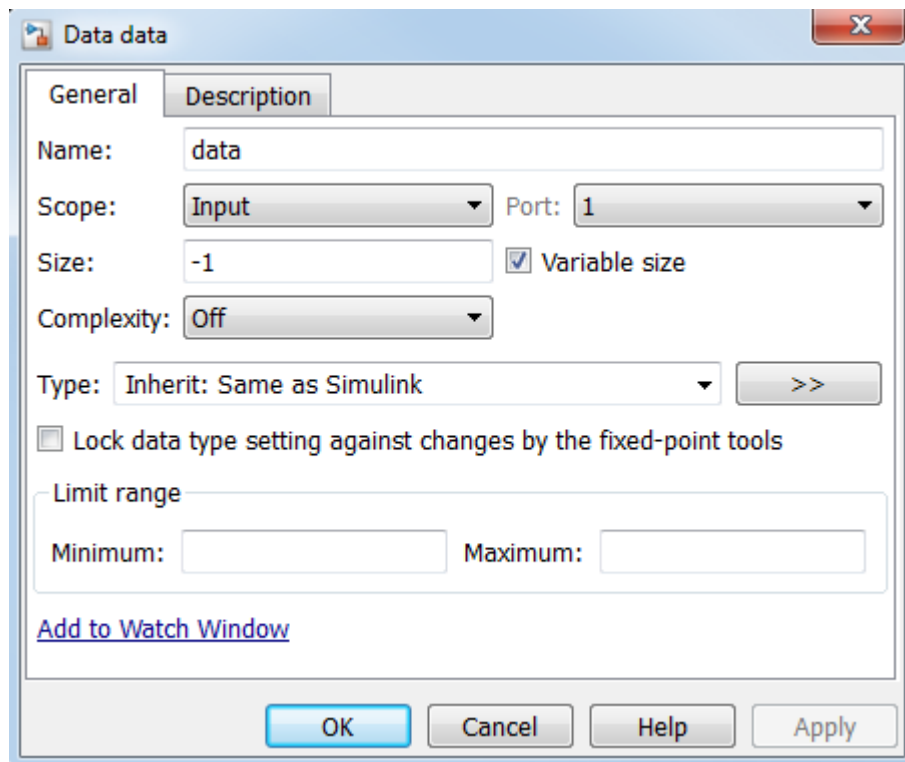 Data data
General Description
Name: data
Scope: Input Port: 1
Size: -1 Variable size
Complexity: Off
Type: Inherit: Same as Simulink >>
Lock data type setting against changes by the fixed-point tools
Limit range
Minimum: Maximum:
Add to Watch Window
OK Cancel Help Apply